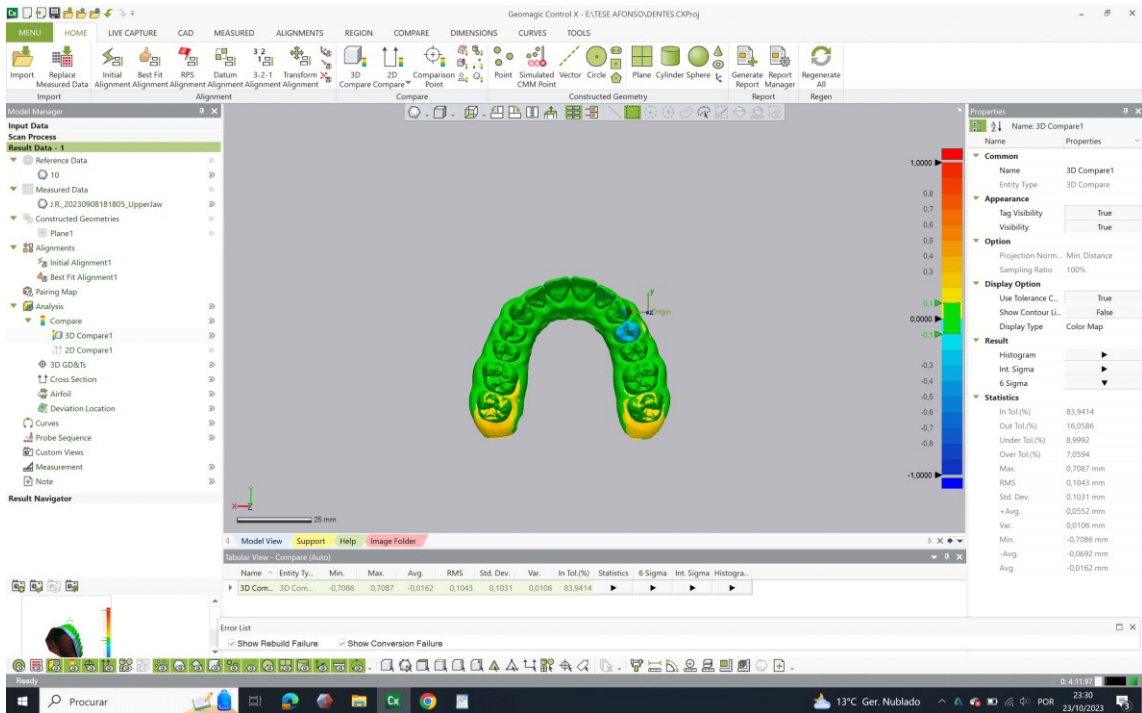 Geomagic Control X - E:\TESE AFONSO\DENTES.CXProj
MENU HOME LIVE CAPTURE CAD MEASURED ALIGNMENTS REGION COMPARE DIMENSIONS CURVES TOOLS
Import Replace Measured Data Initial Alignment Best Fit Alignment RPS Alignment Datum Alignment 3-2-1 Alignment Transform Alignment 3D Compare 2D Compare Comparison Point Point Simulated CMM Point Vector Circle Plane Cylinder Sphere Generate Report Report Manager Regenerate All
Import Alignment Compare Constructed Geometry Report Regen
Model Manager
Input Data
Scan Process
Result Data - 1
Reference Data
10
Measured Data
J.R._20230908181805_UpperJaw
Constructed Geometries
Plane1
Alignments
Initial Alignment1
Best Fit Alignment1
Pairing Map
Analysis
Compare
3D Compare1
2D Compare1
3D GD&Ts
Cross Section
Airfoil
Deviation Location
Curves
Probe Sequence
Custom Views
Measurement
Note
Result Navigator
y
Origin
1,0000
0,8
0,7
0,6
0,5
0,4
0,3
0,1
0,0000
-0,1
-0,3
-0,4
-0,5
-0,6
-0,7
-0,8
-1,0000
Y
X Z
25 mm
Model View Support Help Image Folder
Properties
Name: 3D Compare1
Name Properties
Common
Name 3D Compare1
Entity Type 3D Compare
Appearance
Tag Visibility True
Visibility True
Option
Projection Norm... Min. Distance
Sampling Ratio 100%
Display Option
Use Tolerance C... True
Show Contour Li... False
Display Type Color Map
Result
Histogram
Int. Sigma
6 Sigma
Statistics
In Tol.(%) 83,9414
Out Tol.(%) 16,0586
Under Tol.(%) 8,9992
Over Tol.(%) 7,0594
Max. 0,7087 mm
RMS 0,1043 mm
Std. Dev. 0,1031 mm
+Avg. 0,0552 mm
Var. 0,0106 mm
Min. -0,7086 mm
-Avg. -0,0692 mm
Avg. -0,0162 mm
Tabular View - Compare (Auto)
Name Entity Ty... Min. Max. Avg. RMS Std. Dev. Var. In Tol.(%) Statistics 6 Sigma Int. Sigma Histogra...
3D Com... 3D Com... -0,7086 0,7087 -0,0162 0,1043 0,1031 0,0106 83,9414
Error List
Show Rebuild Failure Show Conversion Failure
Ready
0: 4:11.97
Procurar
Cx
13°C Ger. Nublado
POR
23:30
23/10/2023